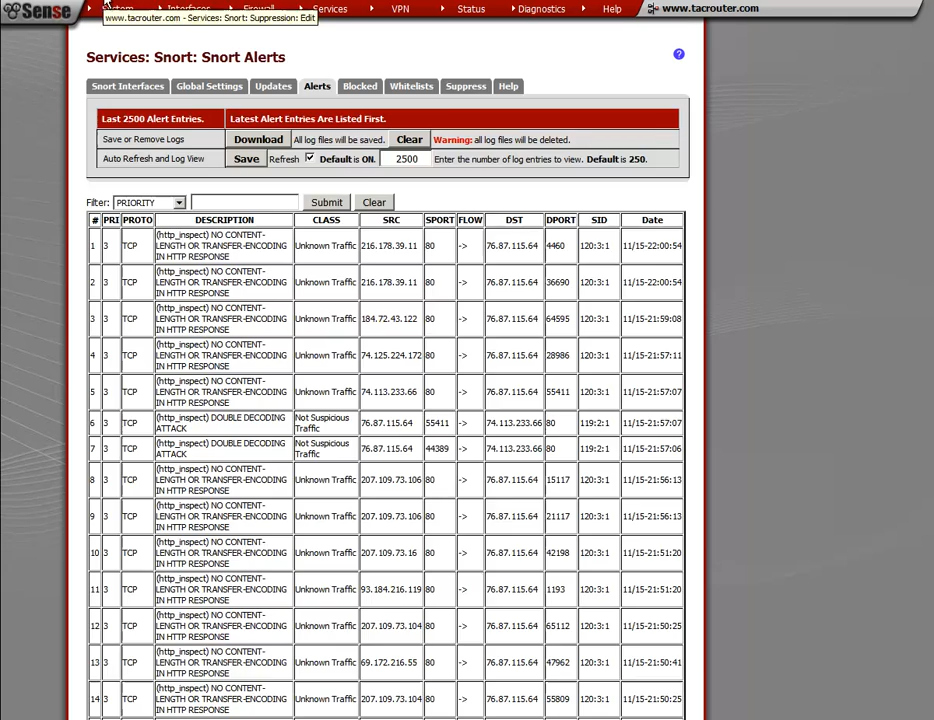 Sense
System
Interfaces
Firewall
Services
VPN
Status
Diagnostics
Help
www.tacrouter.com
www.tacrouter.com - Services: Snort: Suppression: Edit
Services: Snort: Snort Alerts
?
Snort Interfaces
Global Settings
Updates
Alerts
Blocked
Whitelists
Suppress
Help
Last 2500 Alert Entries. Latest Alert Entries Are Listed First.
Save or Remove Logs Download All log files will be saved. Clear Warning: all log files will be deleted.
Auto Refresh and Log View Save Refresh Default is ON. 2500 Enter the number of log entries to view. Default is 250.
Filter: PRIORITY Submit Clear
# PRI PROTO DESCRIPTION CLASS SRC SPORT FLOW DST DPORT SID Date
(http_inspect) NO CONTENT-
1 3 TCP LENGTH OR TRANSFER-ENCODING Unknown Traffic 216.178.39.11 80 -> 76.87.115.64 4460 120:3:1 11/15-22:00:54
IN HTTP RESPONSE
(http_inspect) NO CONTENT-
2 3 TCP LENGTH OR TRANSFER-ENCODING Unknown Traffic 216.178.39.11 80 -> 76.87.115.64 36690 120:3:1 11/15-22:00:54
IN HTTP RESPONSE
(http_inspect) NO CONTENT-
3 3 TCP LENGTH OR TRANSFER-ENCODING Unknown Traffic 184.72.43.122 80 -> 76.87.115.64 64595 120:3:1 11/15-21:59:08
IN HTTP RESPONSE
(http_inspect) NO CONTENT-
4 3 TCP LENGTH OR TRANSFER-ENCODING Unknown Traffic 74.125.224.172 80 -> 76.87.115.64 28986 120:3:1 11/15-21:57:11
IN HTTP RESPONSE
(http_inspect) NO CONTENT-
5 3 TCP LENGTH OR TRANSFER-ENCODING Unknown Traffic 74.113.233.66 80 -> 76.87.115.64 55411 120:3:1 11/15-21:57:07
IN HTTP RESPONSE
6 3 TCP (http_inspect) DOUBLE DECODING ATTACK Not Suspicious Traffic 76.87.115.64 55411 -> 74.113.233.66 80 119:2:1 11/15-21:57:07
7 3 TCP (http_inspect) DOUBLE DECODING ATTACK Not Suspicious Traffic 76.87.115.64 44389 -> 74.113.233.66 80 119:2:1 11/15-21:57:06
(http_inspect) NO CONTENT-
8 3 TCP LENGTH OR TRANSFER-ENCODING Unknown Traffic 207.109.73.106 80 -> 76.87.115.64 15117 120:3:1 11/15-21:56:13
IN HTTP RESPONSE
(http_inspect) NO CONTENT-
9 3 TCP LENGTH OR TRANSFER-ENCODING Unknown Traffic 207.109.73.106 80 -> 76.87.115.64 21117 120:3:1 11/15-21:56:13
IN HTTP RESPONSE
(http_inspect) NO CONTENT-
10 3 TCP LENGTH OR TRANSFER-ENCODING Unknown Traffic 207.109.73.16 80 -> 76.87.115.64 42198 120:3:1 11/15-21:51:20
IN HTTP RESPONSE
(http_inspect) NO CONTENT-
11 3 TCP LENGTH OR TRANSFER-ENCODING Unknown Traffic 93.184.216.119 80 -> 76.87.115.64 1193 120:3:1 11/15-21:51:20
IN HTTP RESPONSE
(http_inspect) NO CONTENT-
12 3 TCP LENGTH OR TRANSFER-ENCODING Unknown Traffic 207.109.73.104 80 -> 76.87.115.64 65112 120:3:1 11/15-21:50:25
IN HTTP RESPONSE
(http_inspect) NO CONTENT-
13 3 TCP LENGTH OR TRANSFER-ENCODING Unknown Traffic 69.172.216.55 80 -> 76.87.115.64 47962 120:3:1 11/15-21:50:41
IN HTTP RESPONSE
(http_inspect) NO CONTENT-
14 3 TCP LENGTH OR TRANSFER-ENCODING Unknown Traffic 207.109.73.104 80 -> 76.87.115.64 55809 120:3:1 11/15-21:50:25
IN HTTP RESPONSE